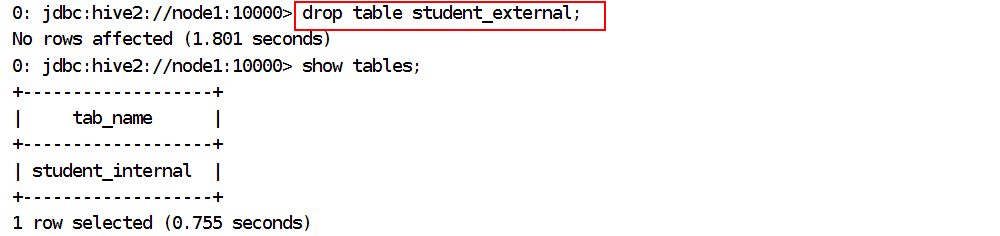 0: jdbc:hive2://node1:10000> drop table student_external;
No rows affected (1.801 seconds)
0: jdbc:hive2://node1:10000> show tables;
+-------------------+
|     tab_name      |
+-------------------+
| student_internal  |
+-------------------+
1 row selected (0.755 seconds)